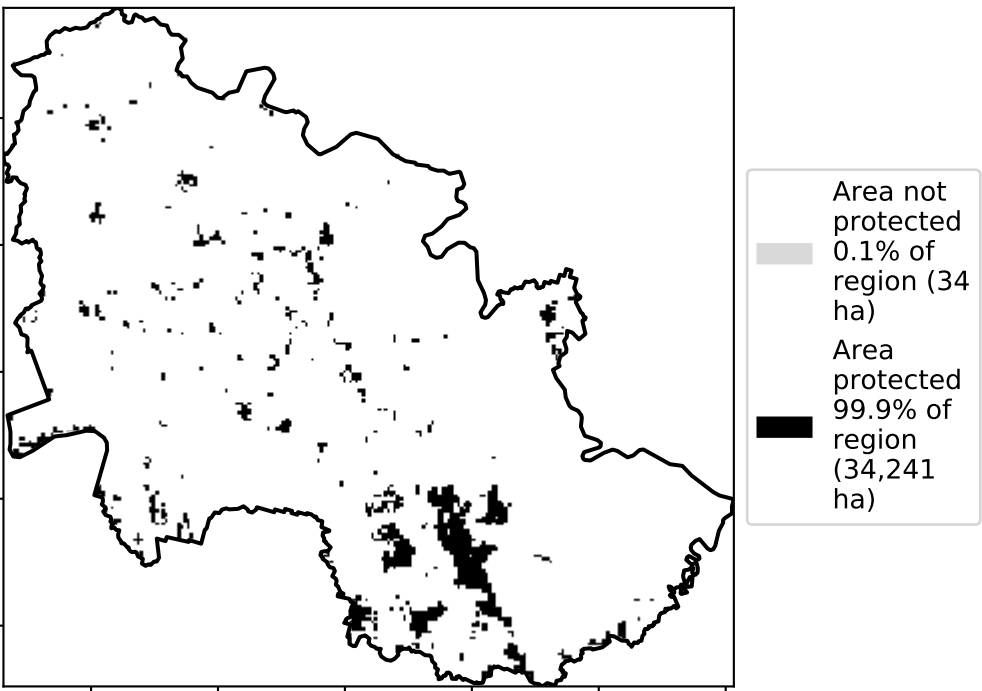 Area not
protected
0.1% of
region (34
ha)
Area
protected
99.9% of
region
(34,241
ha)